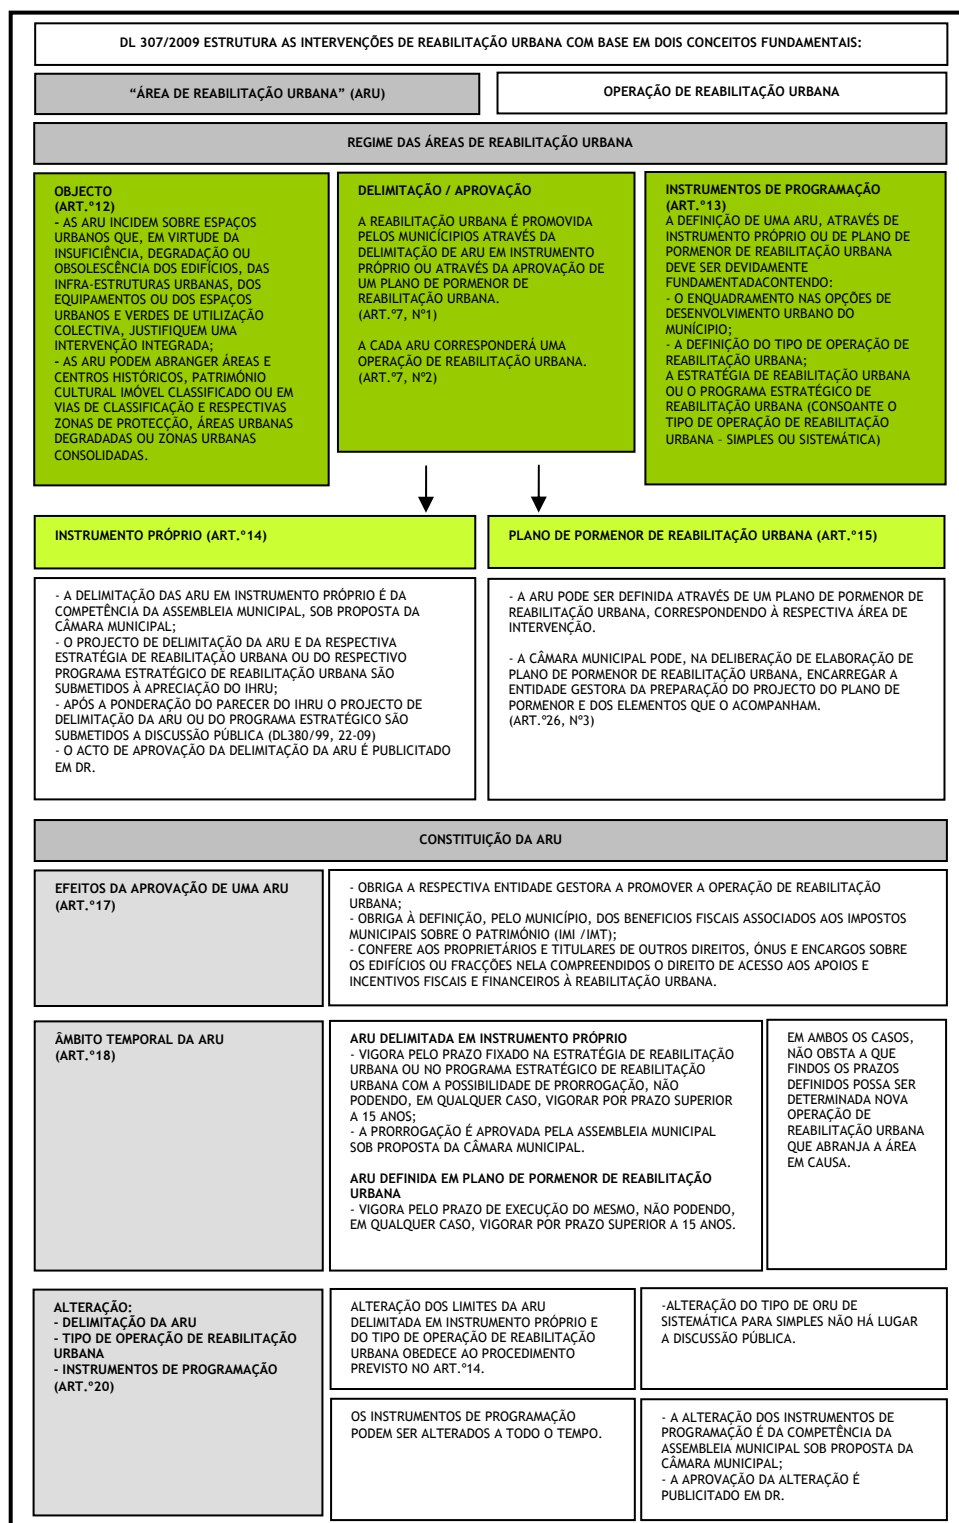 DL 307/2009 ESTRUTURA AS INTERVENÇÕES DE REABILITAÇÃO URBANA COM BASE EM DOIS CONCEITOS FUNDAMENTAIS:
“ÁREA DE REABILITAÇÃO URBANA” (ARU)
OPERAÇÃO DE REABILITAÇÃO URBANA
REGIME DAS ÁREAS DE REABILITAÇÃO URBANA
OBJECTO
(ART.º12)
- AS ARU INCIDEM SOBRE ESPAÇOS
URBANOS QUE, EM VIRTUDE DA
INSUFICIÊNCIA, DEGRADAÇÃO OU
OBSOLESCÊNCIA DOS EDIFÍCIOS, DAS
INFRA-ESTRUTURAS URBANAS, DOS
EQUIPAMENTOS OU DOS ESPAÇOS
URBANOS E VERDES DE UTILIZAÇÃO
COLECTIVA, JUSTIFIQUEM UMA
INTERVENÇÃO INTEGRADA;
- AS ARU PODEM ABRANGER ÁREAS E
CENTROS HISTÓRICOS, PATRIMÓNIO
CULTURAL IMÓVEL CLASSIFICADO OU EM
VIAS DE CLASSIFICAÇÃO E RESPECTIVAS
ZONAS DE PROTECÇÃO, ÁREAS URBANAS
DEGRADADAS OU ZONAS URBANAS
CONSOLIDADAS.
DELIMITAÇÃO / APROVAÇÃO
A REABILITAÇÃO URBANA É PROMOVIDA
PELOS MUNICÍCIPIOS ATRAVÉS DA
DELIMITAÇÃO DE ARU EM INSTRUMENTO
PRÓPRIO OU ATRAVÉS DA APROVAÇÃO DE
UM PLANO DE PORMENOR DE
REABILITAÇÃO URBANA.
(ART.º7, Nº1)
A CADA ARU CORRESPONDERÁ UMA
OPERAÇÃO DE REABILITAÇÃO URBANA.
(ART.º7, Nº2)
INSTRUMENTOS DE PROGRAMAÇÃO
(ART.º13)
A DEFINIÇÃO DE UMA ARU, ATRAVÉS DE
INSTRUMENTO PRÓPRIO OU DE PLANO DE
PORMENOR DE REABILITAÇÃO URBANA
DEVE SER DEVIDAMENTE
FUNDAMENTADACONTENDO:
- O ENQUADRAMENTO NAS OPÇÕES DE
DESENVOLVIMENTO URBANO DO
MUNÍCIPIO;
- A DEFINIÇÃO DO TIPO DE OPERAÇÃO DE
REABILITAÇÃO URBANA;
A ESTRATÉGIA DE REABILITAÇÃO URBANA
OU O PROGRAMA ESTRATÉGICO DE
REABILITAÇÃO URBANA (CONSOANTE O
TIPO DE OPERAÇÃO DE REABILITAÇÃO
URBANA – SIMPLES OU SISTEMÁTICA)
INSTRUMENTO PRÓPRIO (ART.º14)
PLANO DE PORMENOR DE REABILITAÇÃO URBANA (ART.º15)
- A DELIMITAÇÃO DAS ARU EM INSTRUMENTO PRÓPRIO É DA
COMPETÊNCIA DA ASSEMBLEIA MUNICIPAL, SOB PROPOSTA DA
CÂMARA MUNICIPAL;
- O PROJECTO DE DELIMITAÇÃO DA ARU E DA RESPECTIVA
ESTRATÉGIA DE REABILITAÇÃO URBANA OU DO RESPECTIVO
PROGRAMA ESTRATÉGICO DE REABILITAÇÃO URBANA SÃO
SUBMETIDOS À APRECIAÇÃO DO IHRU;
- APÓS A PONDERAÇÃO DO PARECER DO IHRU O PROJECTO DE
DELIMITAÇÃO DA ARU OU DO PROGRAMA ESTRATÉGICO SÃO
SUBMETIDOS A DISCUSSÃO PÚBLICA (DL380/99, 22-09)
- O ACTO DE APROVAÇÃO DA DELIMITAÇÃO DA ARU É PUBLICITADO
EM DR.
- A ARU PODE SER DEFINIDA ATRAVÉS DE UM PLANO DE PORMENOR DE
REABILITAÇÃO URBANA, CORRESPONDENDO À RESPECTIVA ÁREA DE
INTERVENÇÃO.
- A CÂMARA MUNICIPAL PODE, NA DELIBERAÇÃO DE ELABORAÇÃO DE
PLANO DE PORMENOR DE REABILITAÇÃO URBANA, ENCARREGAR A
ENTIDADE GESTORA DA PREPARAÇÃO DO PROJECTO DO PLANO DE
PORMENOR E DOS ELEMENTOS QUE O ACOMPANHAM.
(ART.º26, Nº3)
CONSTITUIÇÃO DA ARU
EFEITOS DA APROVAÇÃO DE UMA ARU
(ART.º17)
- OBRIGA A RESPECTIVA ENTIDADE GESTORA A PROMOVER A OPERAÇÃO DE REABILITAÇÃO
URBANA;
- OBRIGA À DEFINIÇÃO, PELO MUNICÍPIO, DOS BENEFICIOS FISCAIS ASSOCIADOS AOS IMPOSTOS
MUNICIPAIS SOBRE O PATRIMÓNIO (IMI /IMT);
- CONFERE AOS PROPRIETÁRIOS E TITULARES DE OUTROS DIREITOS, ÓNUS E ENCARGOS SOBRE
OS EDIFÍCIOS OU FRACÇÕES NELA COMPREENDIDOS O DIREITO DE ACESSO AOS APOIOS E
INCENTIVOS FISCAIS E FINANCEIROS À REABILITAÇÃO URBANA.
ÂMBITO TEMPORAL DA ARU
(ART.º18)
ARU DELIMITADA EM INSTRUMENTO PRÓPRIO
- VIGORA PELO PRAZO FIXADO NA ESTRATÉGIA DE REABILITAÇÃO
URBANA OU NO PROGRAMA ESTRATÉGICO DE REABILITAÇÃO
URBANA COM A POSSIBILIDADE DE PRORROGAÇÃO, NÃO
PODENDO, EM QUALQUER CASO, VIGORAR POR PRAZO SUPERIOR
A 15 ANOS;
- A PRORROGAÇÃO É APROVADA PELA ASSEMBLEIA MUNICIPAL
SOB PROPOSTA DA CÂMARA MUNICIPAL.
ARU DEFINIDA EM PLANO DE PORMENOR DE REABILITAÇÃO
URBANA
- VIGORA PELO PRAZO DE EXECUÇÃO DO MESMO, NÃO PODENDO,
EM QUALQUER CASO, VIGORAR POR PRAZO SUPERIOR A 15 ANOS.
EM AMBOS OS CASOS,
NÃO OBSTA A QUE
FINDOS OS PRAZOS
DEFINIDOS POSSA SER
DETERMINADA NOVA
OPERAÇÃO DE
REABILITAÇÃO URBANA
QUE ABRANJA A ÁREA
EM CAUSA.
ALTERAÇÃO:
- DELIMITAÇÃO DA ARU
- TIPO DE OPERAÇÃO DE REABILITAÇÃO
URBANA
- INSTRUMENTOS DE PROGRAMAÇÃO
(ART.º20)
ALTERAÇÃO DOS LIMITES DA ARU
DELIMITADA EM INSTRUMENTO PRÓPRIO E
DO TIPO DE OPERAÇÃO DE REABILITAÇÃO
URBANA OBEDECE AO PROCEDIMENTO
PREVISTO NO ART.º14.
-ALTERAÇÃO DO TIPO DE ORU DE
SISTEMÁTICA PARA SIMPLES NÃO HÁ LUGAR
A DISCUSSÃO PÚBLICA.
OS INSTRUMENTOS DE PROGRAMAÇÃO
PODEM SER ALTERADOS A TODO O TEMPO.
- A ALTERAÇÃO DOS INSTRUMENTOS DE
PROGRAMAÇÃO É DA COMPETÊNCIA DA
ASSEMBLEIA MUNICIPAL SOB PROPOSTA DA
CÂMARA MUNICIPAL;
- A APROVAÇÃO DA ALTERAÇÃO É
PUBLICITADO EM DR.